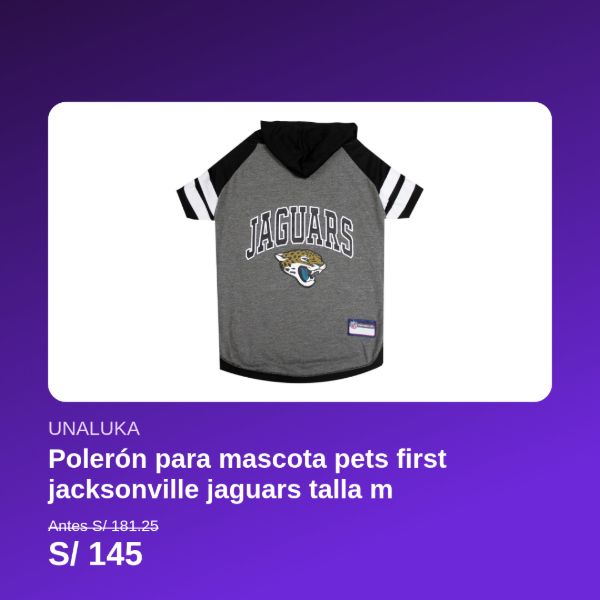 JAGUARS
UNALUKA
Polerón para mascota pets first
jacksonville jaguars talla m
Antes S/ 181.25
S/ 145